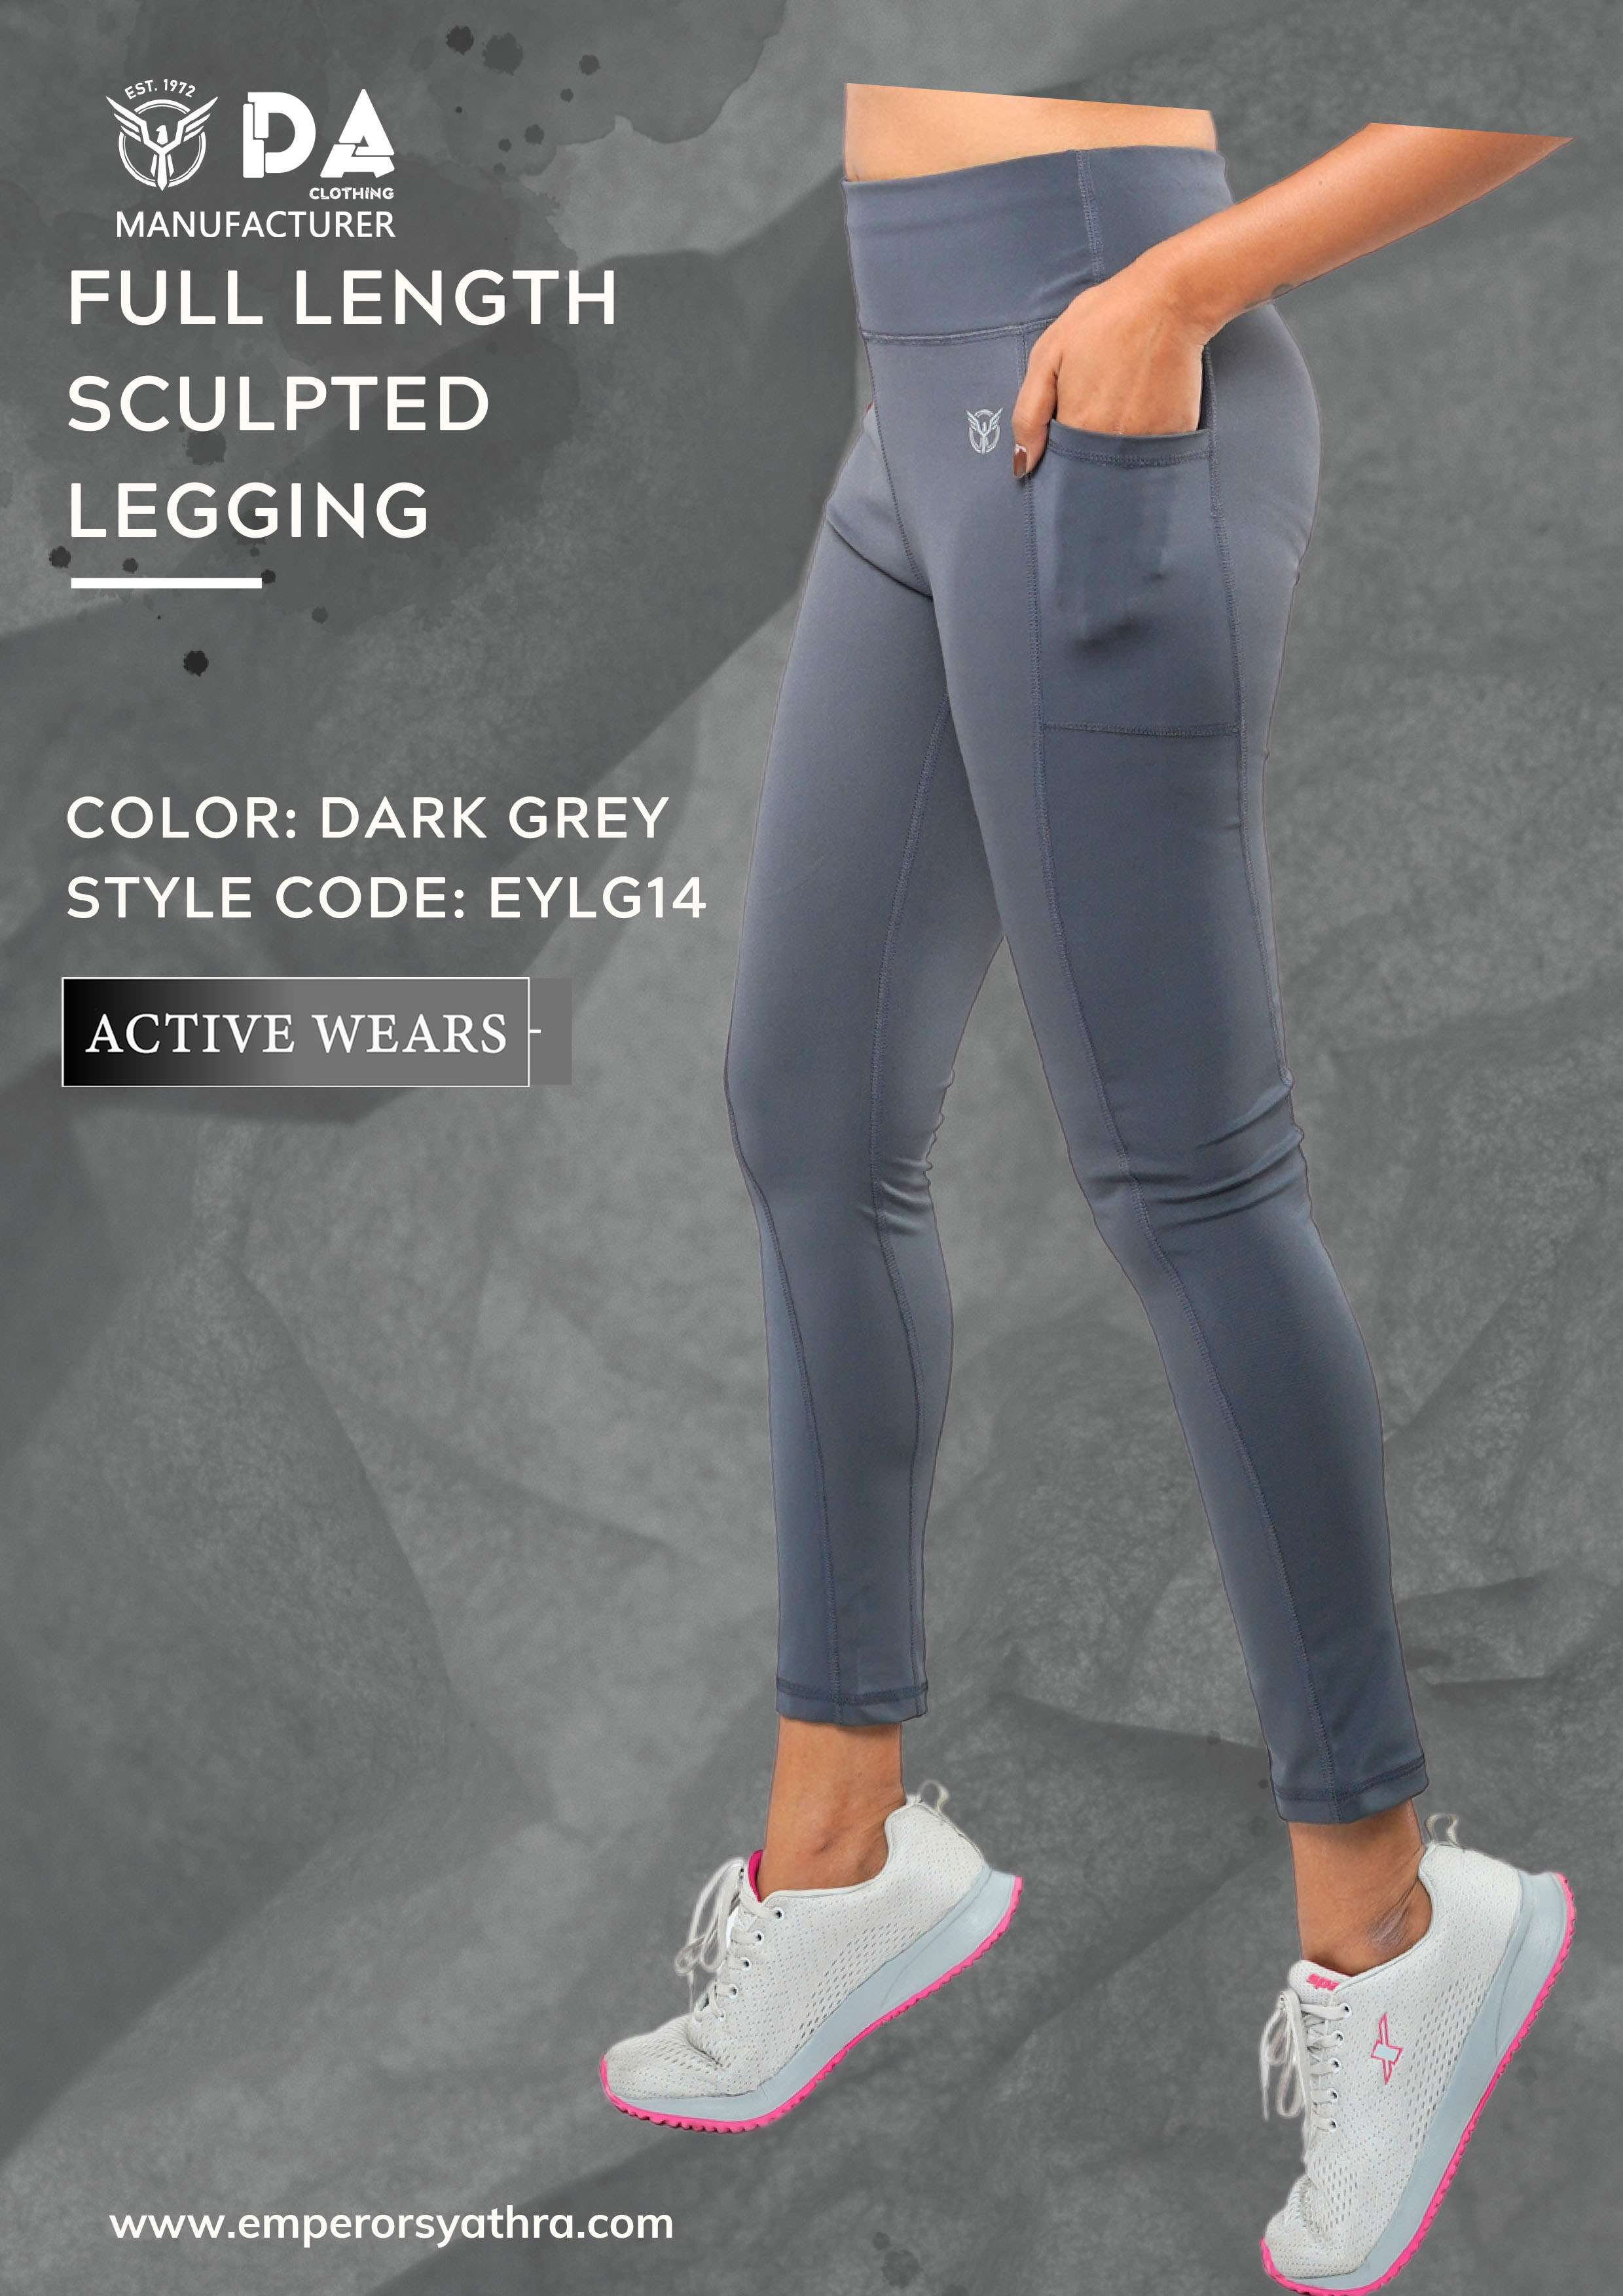 EST. 1972
DA
CLOTHING
MANUFACTURER
FULL LENGTH
SCULPTED
LEGGING
COLOR: DARK GREY
STYLE CODE: EYLG14
ACTIVE WEARS
www.emperorsyathra.com